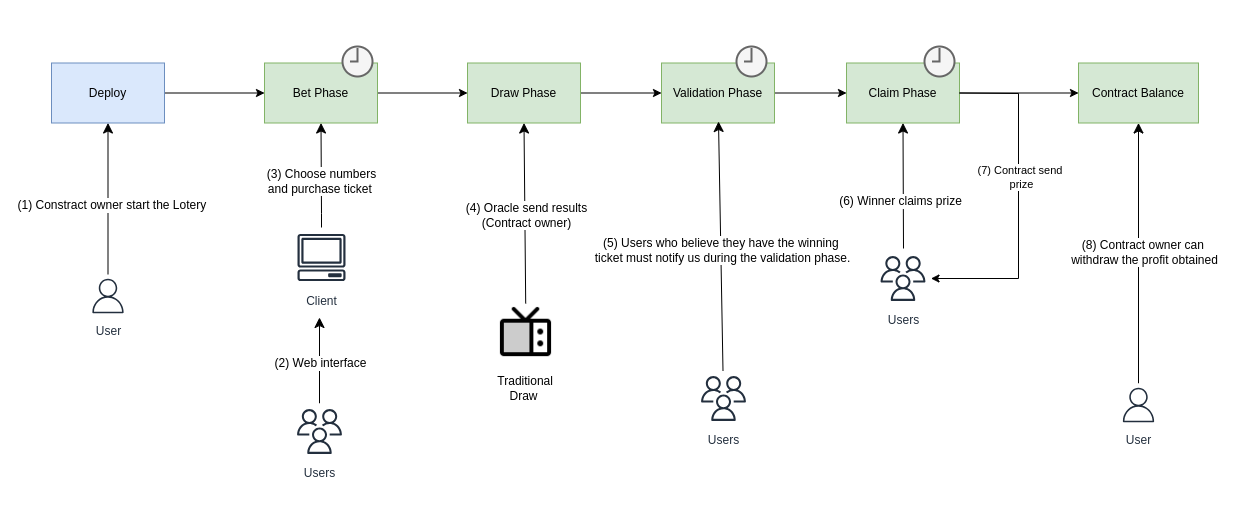 Deploy
Bet Phase
Draw Phase
Validation Phase
Claim Phase
Contract Balance
(1) Constract owner start the Lotery
User
(3) Choose numbers
and purchase ticket
Client
(2) Web interface
Users
(4) Oracle send results
(Contract owner)
Traditional
Draw
(5) Users who believe they have the winning
ticket must notify us during the validation phase.
Users
(6) Winner claims prize
Users
(7) Contract send
prize
(8) Contract owner can
withdraw the profit obtained
User